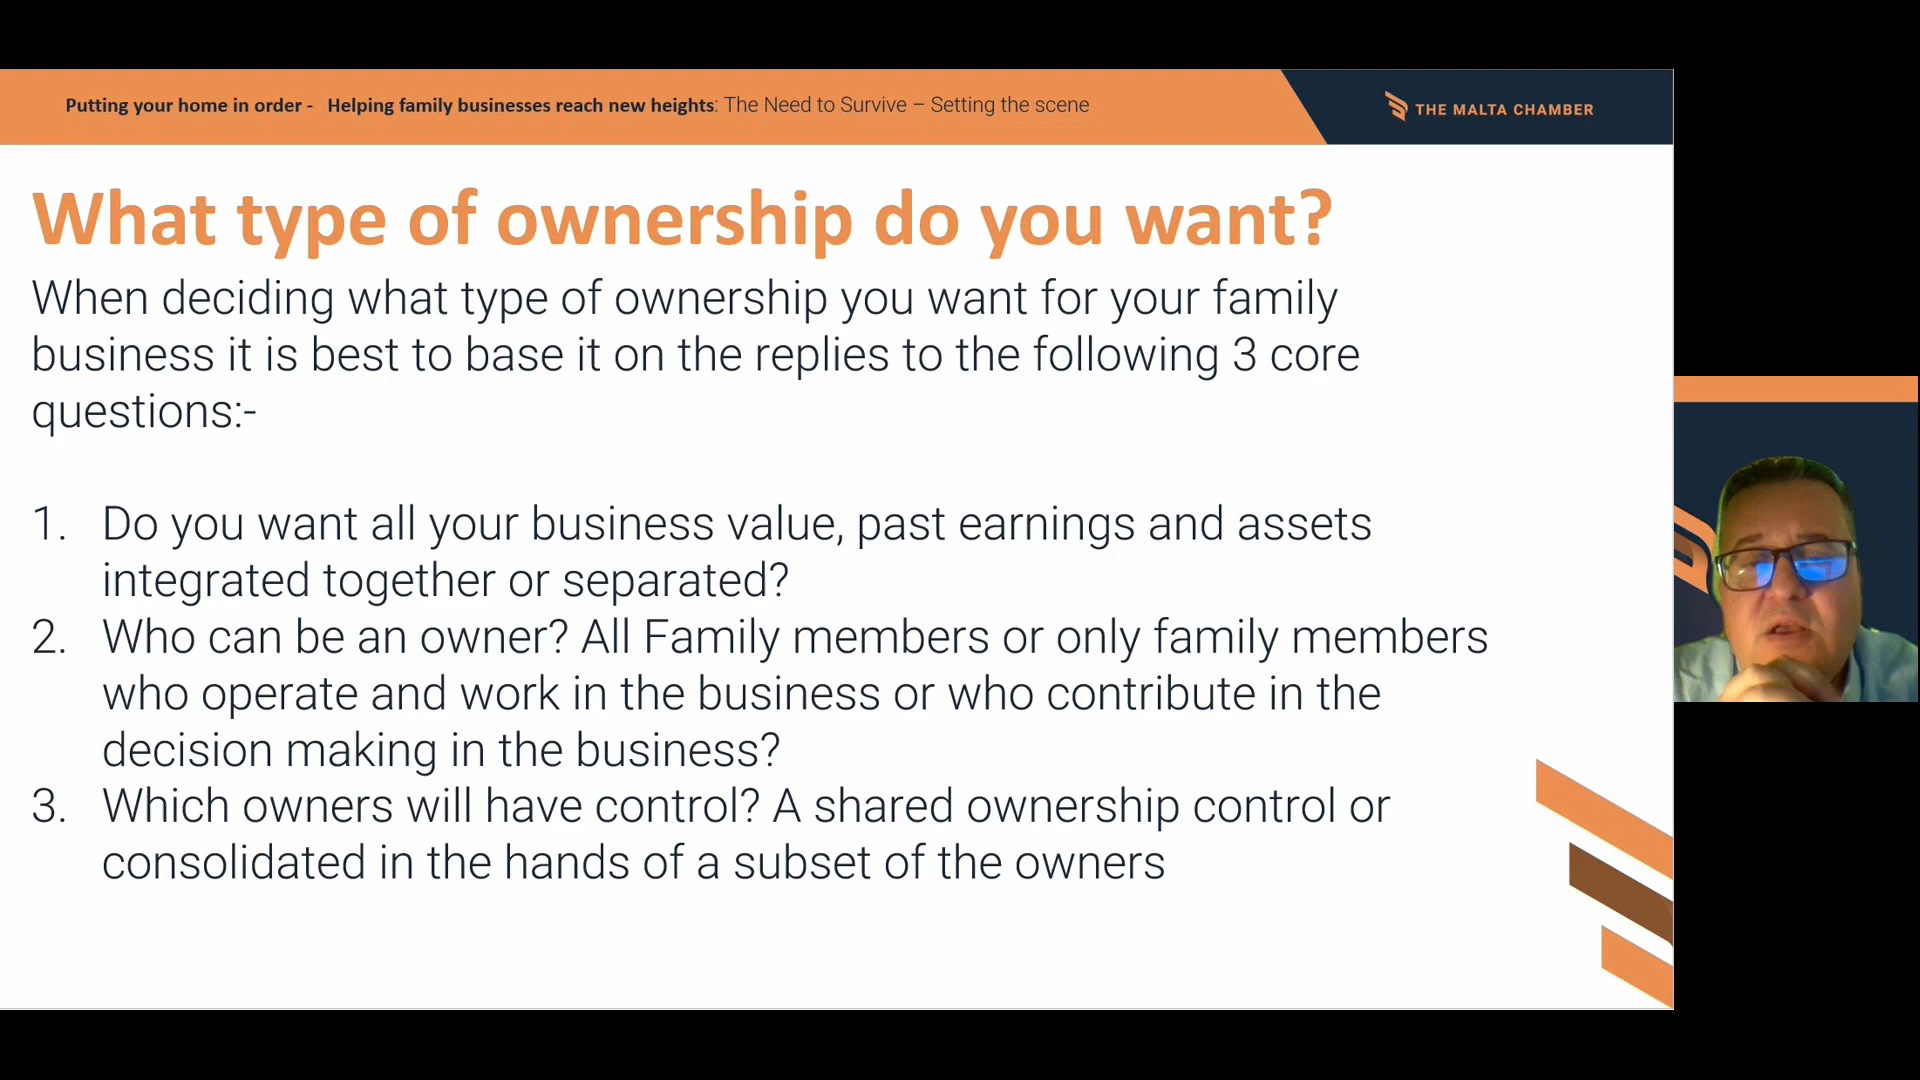 Putting your home in order - Helping family businesses reach new heights: The Need to Survive – Setting the scene
THE MALTA CHAMBER
What type of ownership do you want?
When deciding what type of ownership you want for your family
business it is best to base it on the replies to the following 3 core
questions:-
1. Do you want all your business value, past earnings and assets
integrated together or separated?
2. Who can be an owner? All Family members or only family members
who operate and work in the business or who contribute in the
decision making in the business?
3. Which owners will have control? A shared ownership control or
consolidated in the hands of a subset of the owners